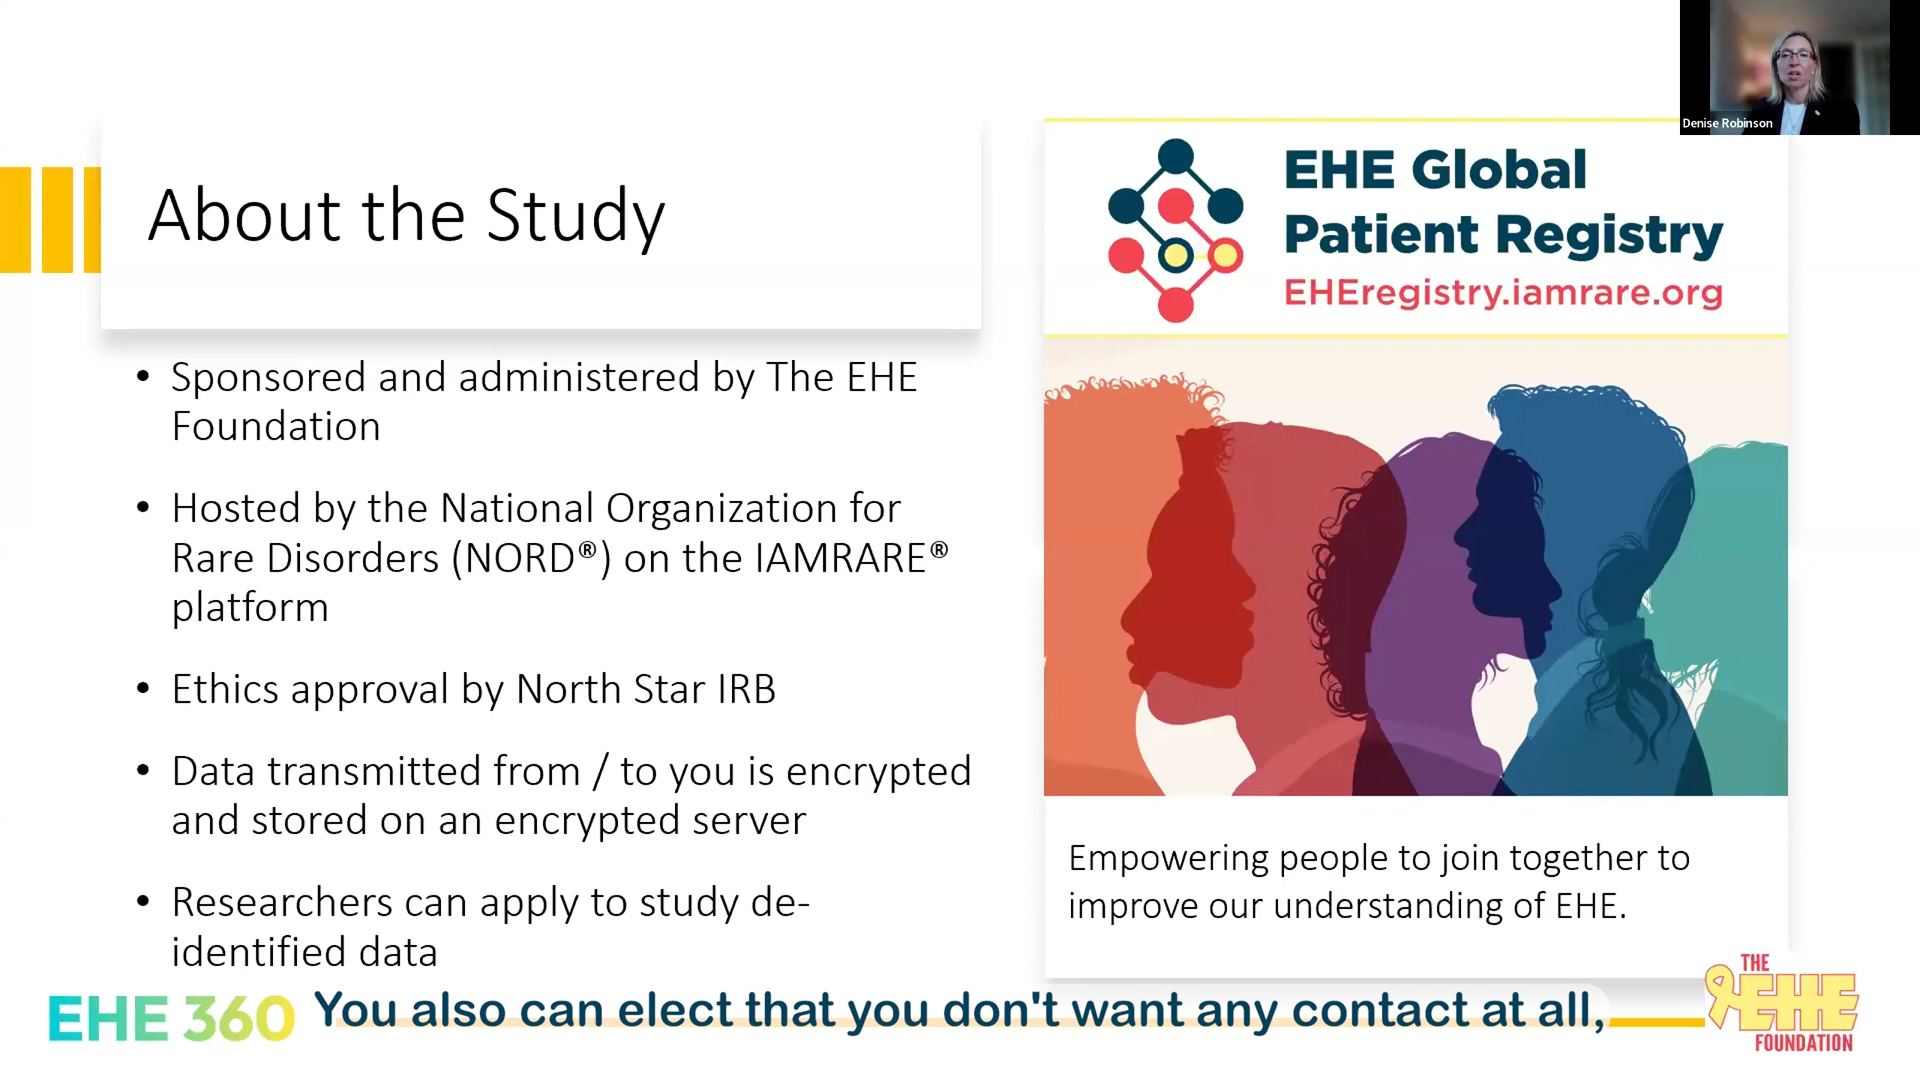 Denise Robinson
About the Study
EHE Global
Patient Registry
EHEregistry.iamrare.org
• Sponsored and administered by The EHE
Foundation
• Hosted by the National Organization for
Rare Disorders (NORD®) on the IAMRARE®
platform
• Ethics approval by North Star IRB
• Data transmitted from / to you is encrypted
and stored on an encrypted server
• Researchers can apply to study de-
identified data
Empowering people to join together to
improve our understanding of EHE.
EHE 360
You also can elect that you don't want any contact at all,
THE
EHE
FOUNDATION